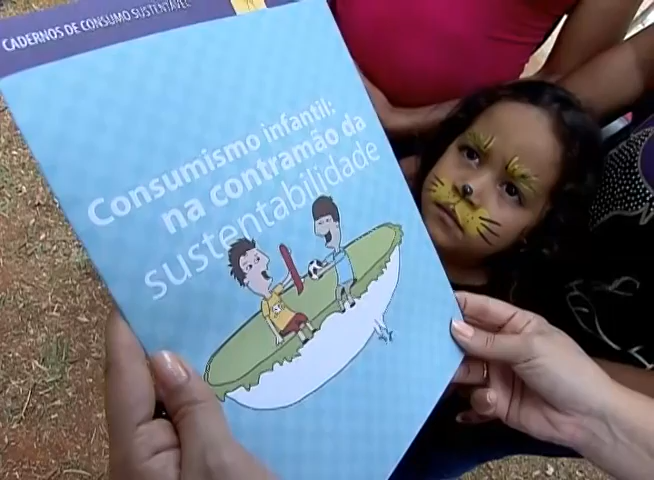 CADERNOS DE CONSUMO SUSTENTÁVEL
Consumismo infantil:
na contramão da
sustentabilidade